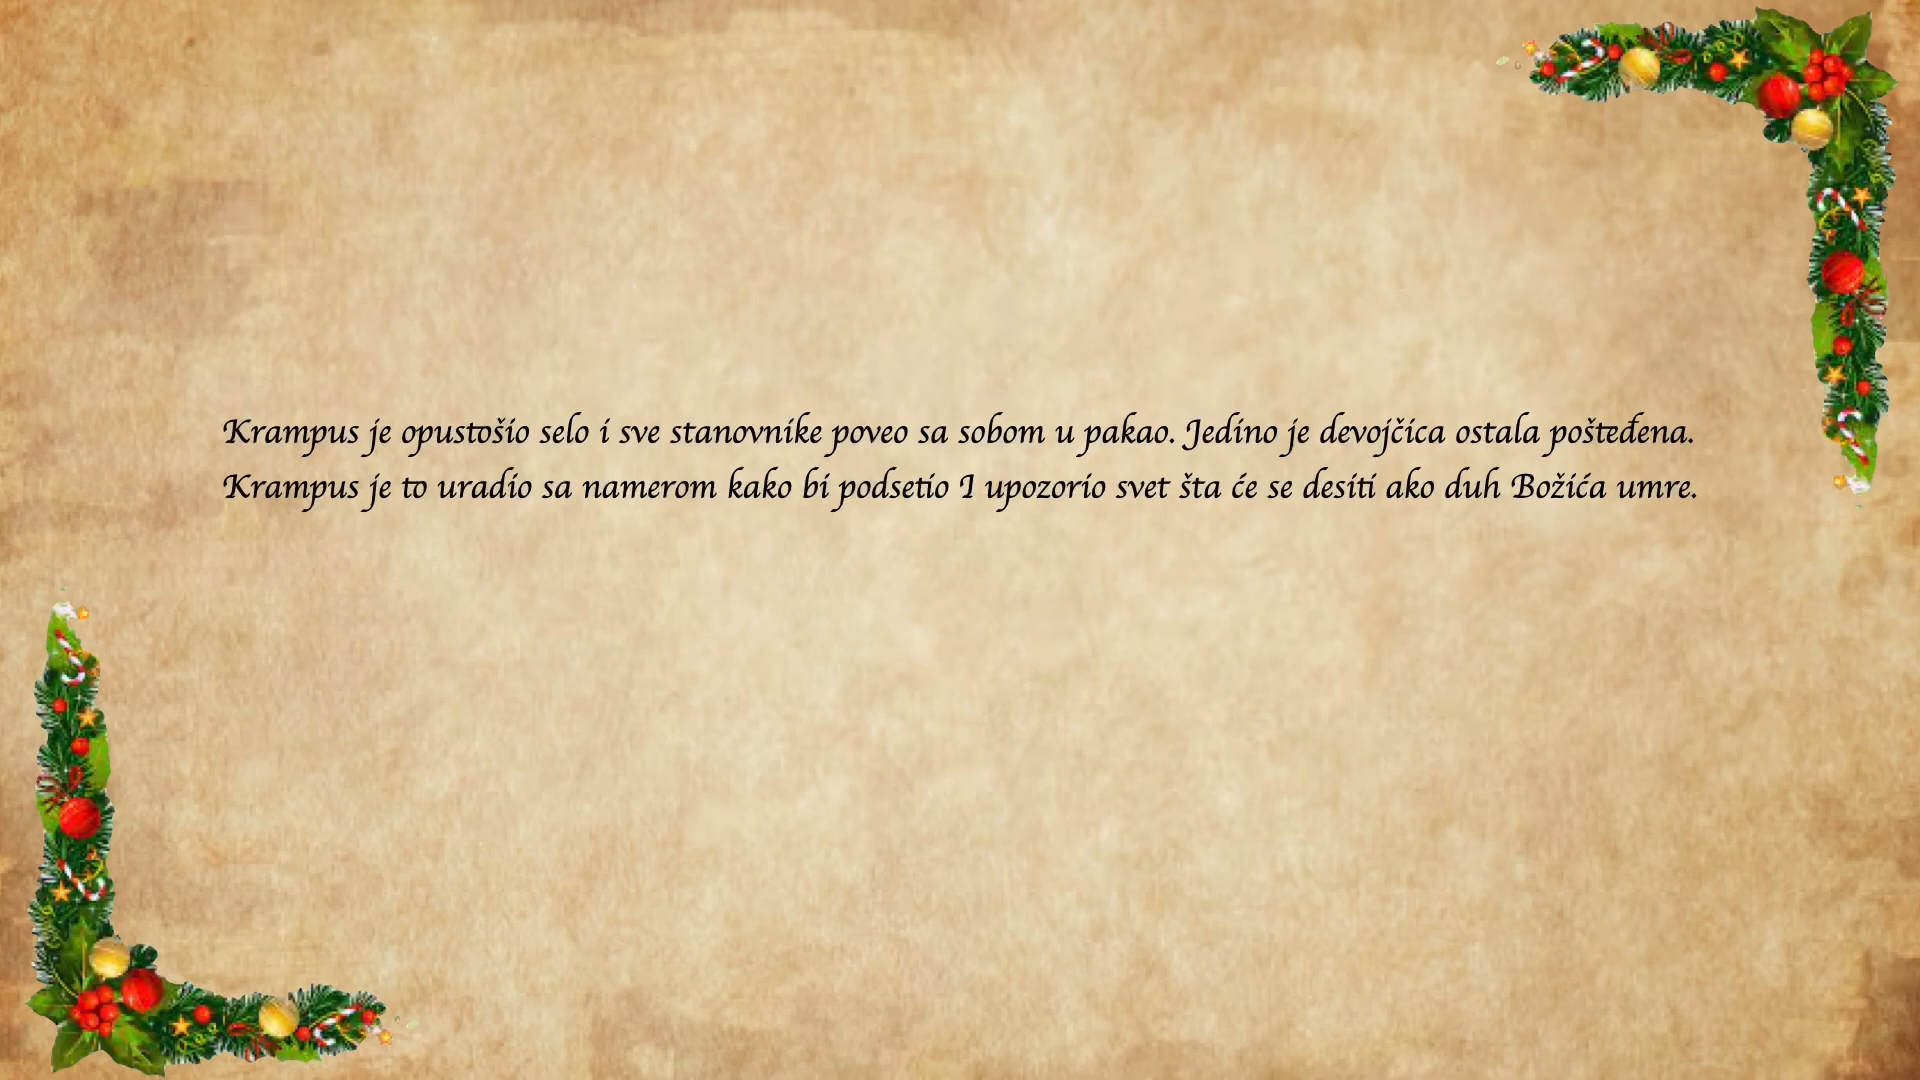 Krampus je opustošio selo i sve stanovnike poveo sa sobom u pakao. Jedino je devojčica ostala pošteđena.
Krampus je to uradio sa namerom kako bi podsetio I upozorio svet šta će se desiti ako duh Božića umre.